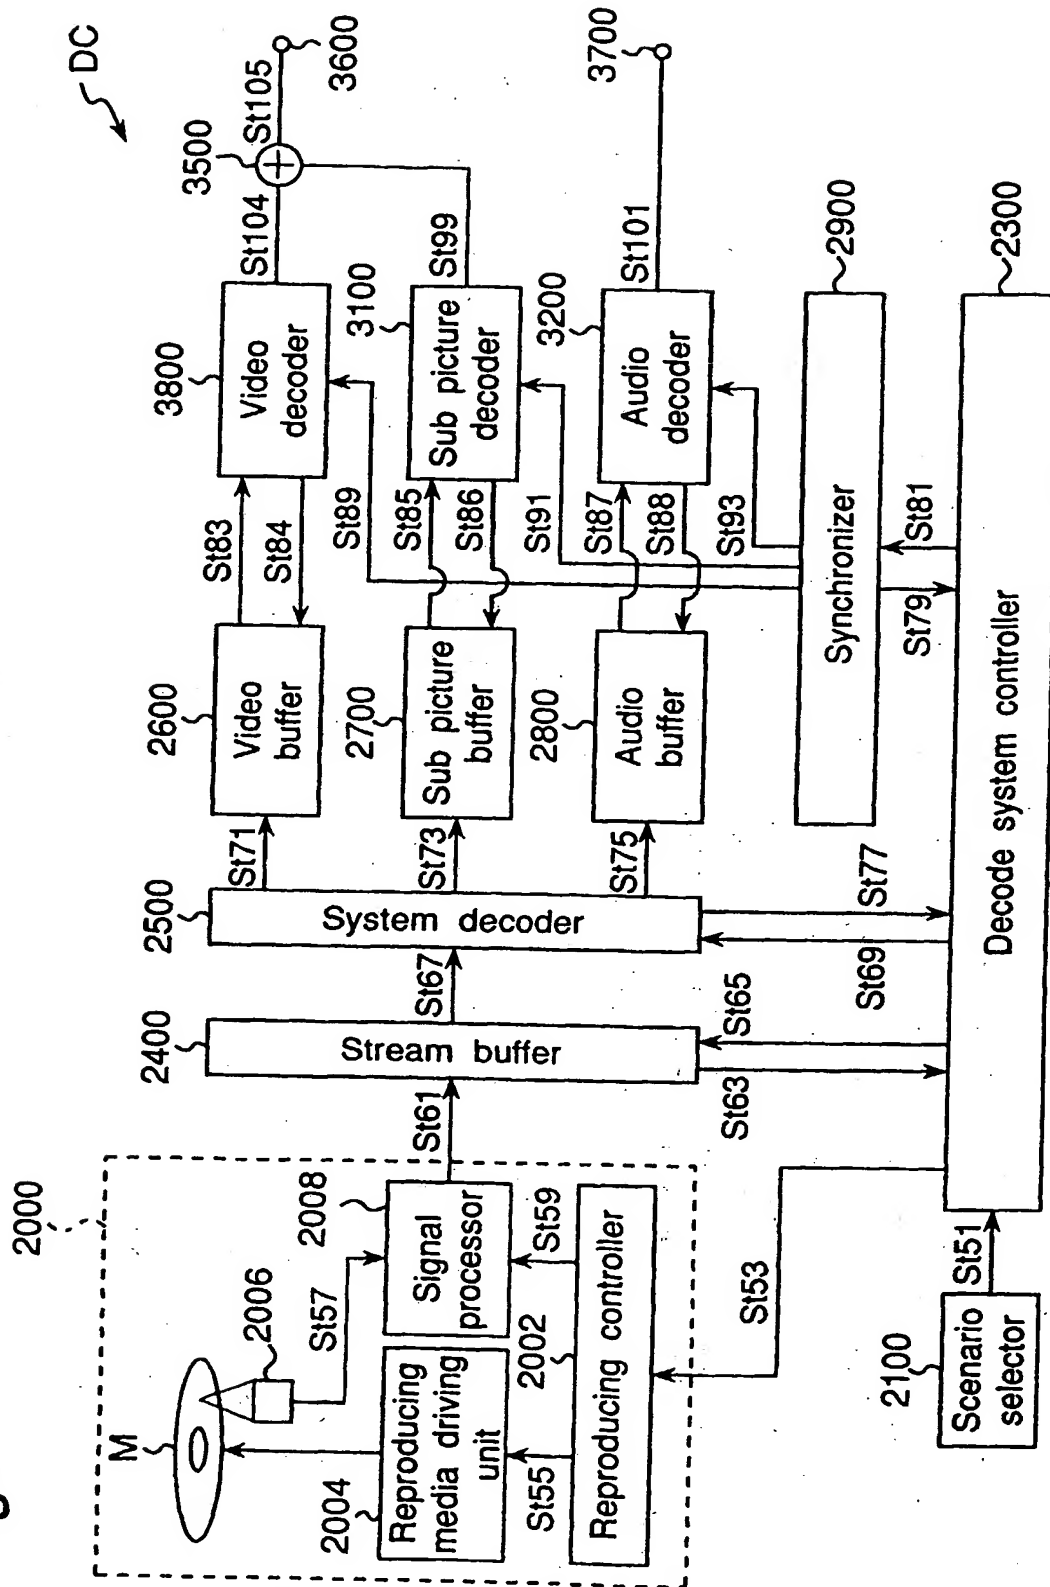 DC
3600
St105
3500
St104
3700
3800
Video
decoder
St99
3100
Sub picture
decoder
St101
3200
Audio
decoder
2900
2300
St83
St84
St89
St85
St86
St91
St87
St88
St93
St81
St79
2600
Video
buffer
2700
Sub picture
buffer
2800
Audio
buffer
Synchronizer
Decode system controller
St71
St73
St75
St77
2500
System decoder
St67
St69
St65
2400
Stream buffer
St61
St63
2000
2008
Signal
processor
St59
St53
St51
2006
St57
2002
Reproducing controller
2100
Scenario
selector
M
2004
Reproducing
media driving
unit
St55